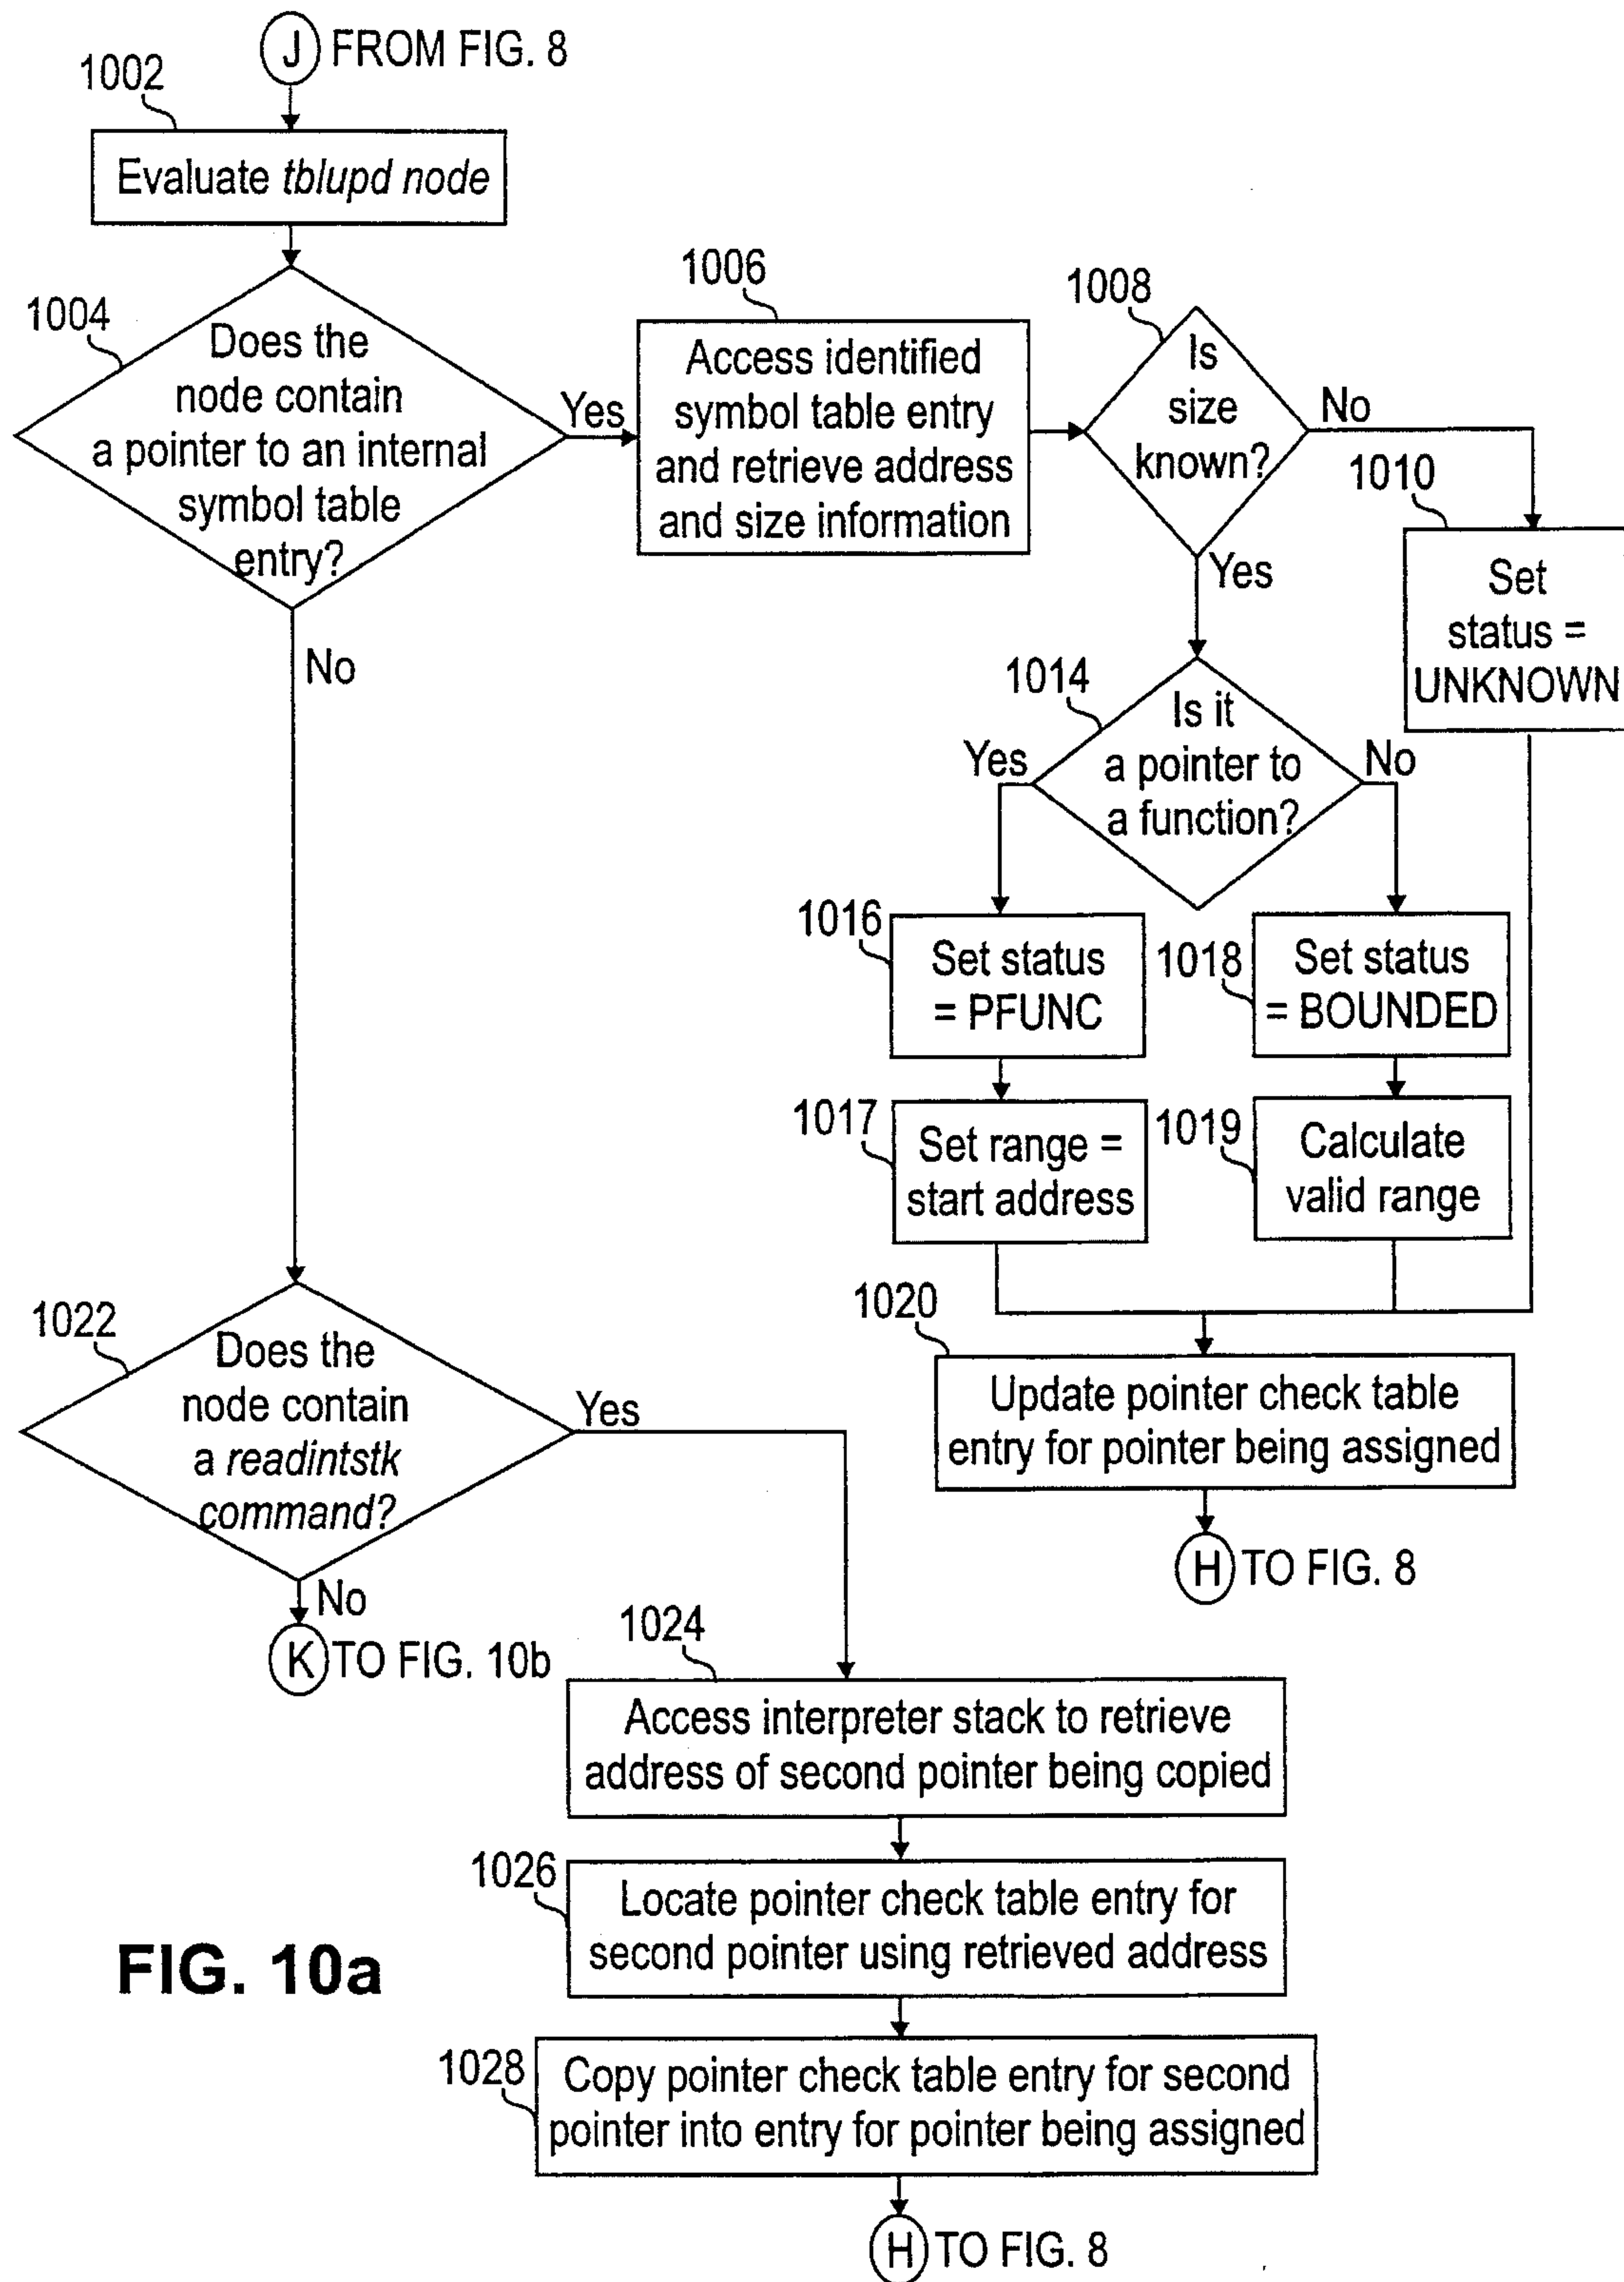 J FROM FIG. 8
1002
Evaluate tblupd node
1004
Does the
node contain
a pointer to an internal
symbol table
entry?
Yes
No
1006
Access identified
symbol table entry
and retrieve address
and size information
1008
Is
size
known?
No
Yes
1010
Set
status =
UNKNOWN
1014
Is it
a pointer to
a function?
Yes
No
1016
Set status
= PFUNC
1018
Set status
= BOUNDED
1017
Set range =
start address
1019
Calculate
valid range
1020
Update pointer check table
entry for pointer being assigned
H TO FIG. 8
1022
Does the
node contain
a readintstk
command?
Yes
No
K TO FIG. 10b
1024
Access interpreter stack to retrieve
address of second pointer being copied
1026
Locate pointer check table entry for
second pointer using retrieved address
1028
Copy pointer check table entry for second
pointer into entry for pointer being assigned
H TO FIG. 8
FIG. 10a